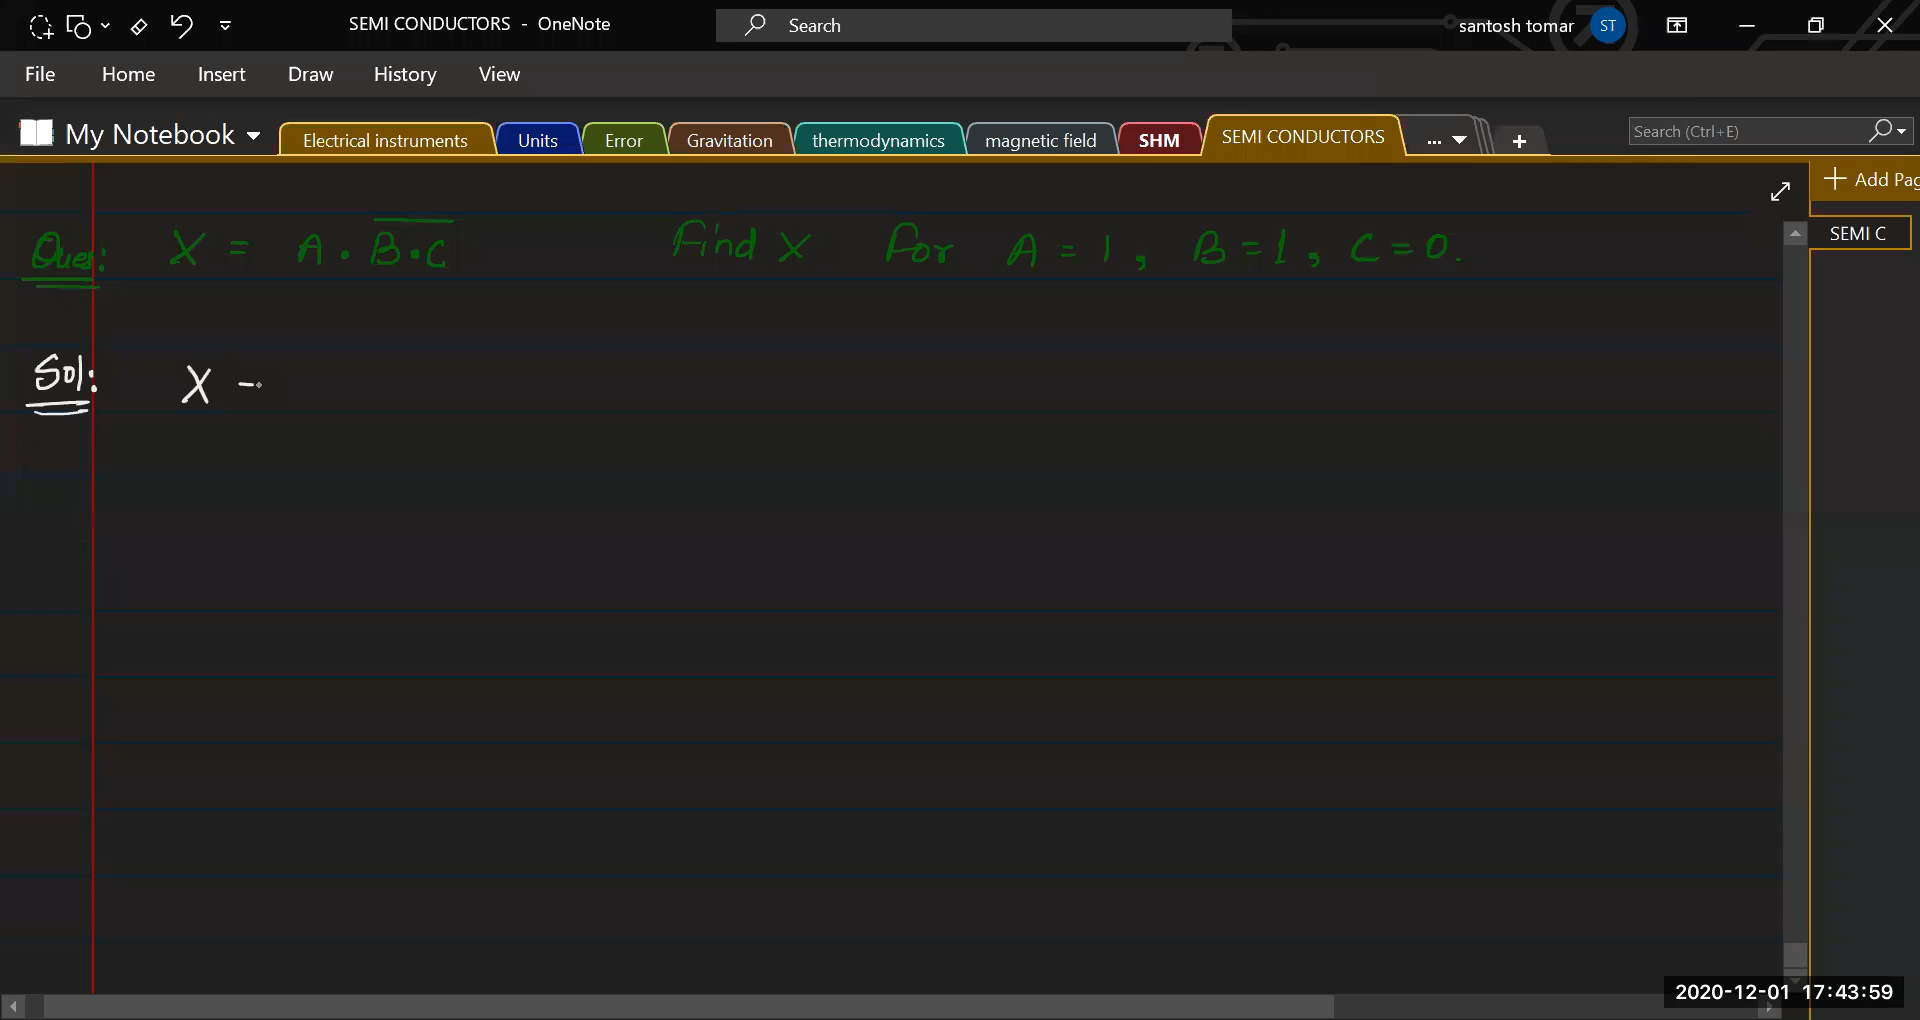 SEMI CONDUCTORS - OneNote
Search
santosh tomar ST
File Home Insert Draw History View
My Notebook Electrical instruments Units Error Gravitation thermodynamics magnetic field SHM SEMI CONDUCTORS ... +
Search (Ctrl+E)
Add Pag
SEMI C
Ques: X = A · \overline{B · C} Find X For A = 1, B = 1, C = 0.
Sol: X -
2020-12-01 17:43:59